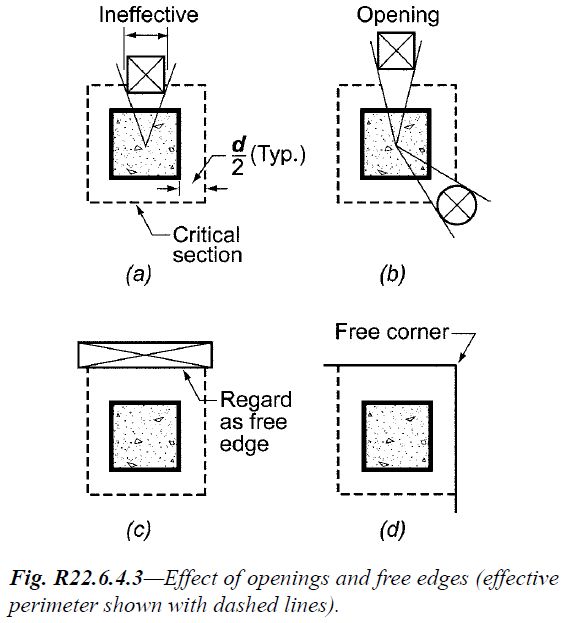 Ineffective
Opening
d/2 (Typ.)
Critical
section
(a)
(b)
Free corner
Regard
as free
edge
(c)
(d)
Fig. R22.6.4.3—Effect of openings and free edges (effective
perimeter shown with dashed lines).